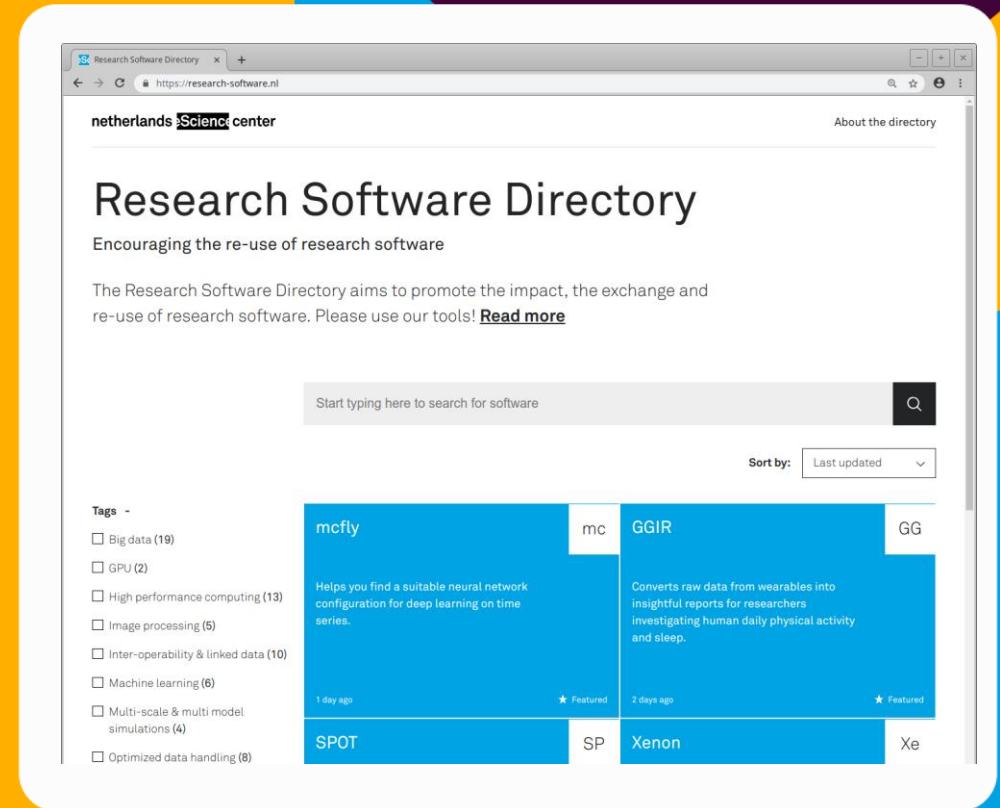 Research Software Directory
https://research-software.nl
netherlands eScience center
About the directory
Research Software Directory
Encouraging the re-use of research software
The Research Software Directory aims to promote the impact, the exchange and
re-use of research software. Please use our tools! Read more
Start typing here to search for software
Sort by: Last updated
Tags -
Big data (19)
GPU (2)
High performance computing (13)
Image processing (5)
Inter-operability & linked data (10)
Machine learning (6)
Multi-scale & multi model
simulations (4)
Optimized data handling (8)
mcfly
mc
Helps you find a suitable neural network
configuration for deep learning on time
series.
1 day ago
Featured
GGIR
GG
Converts raw data from wearables into
insightful reports for researchers
investigating human daily physical activity
and sleep.
2 days ago
Featured
SPOT
SP
Xenon
Xe